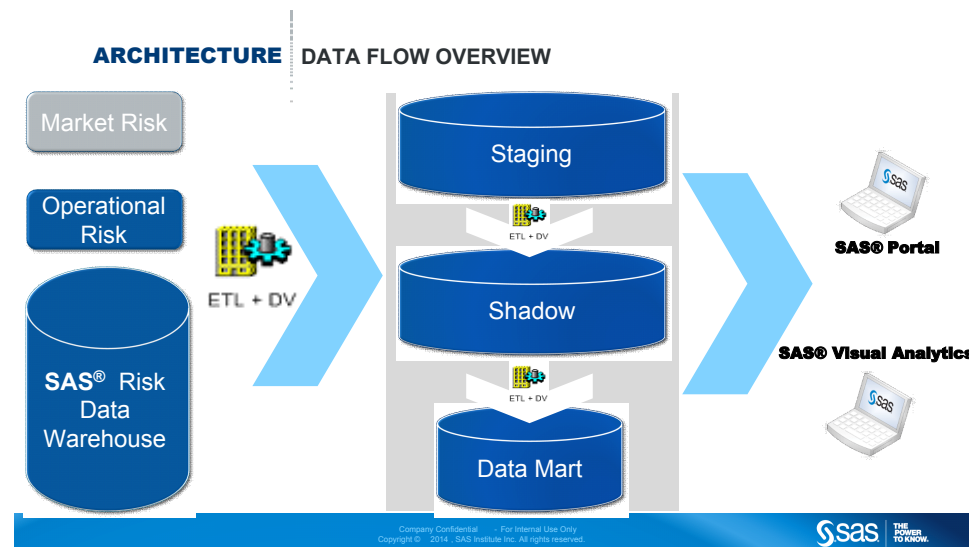 ARCHITECTURE DATA FLOW OVERVIEW
Market Risk
Operational
Risk
SAS® Risk
Data
Warehouse
ETL + DV
Staging
ETL + DV
Shadow
ETL + DV
Data Mart
sas
SAS® Portal
SAS® Visual Analytics
sas
Company Confidential - For Internal Use Only
Copyright © 2014 , SAS Institute Inc. All rights reserved.
sas THE
POWER
TO KNOW.